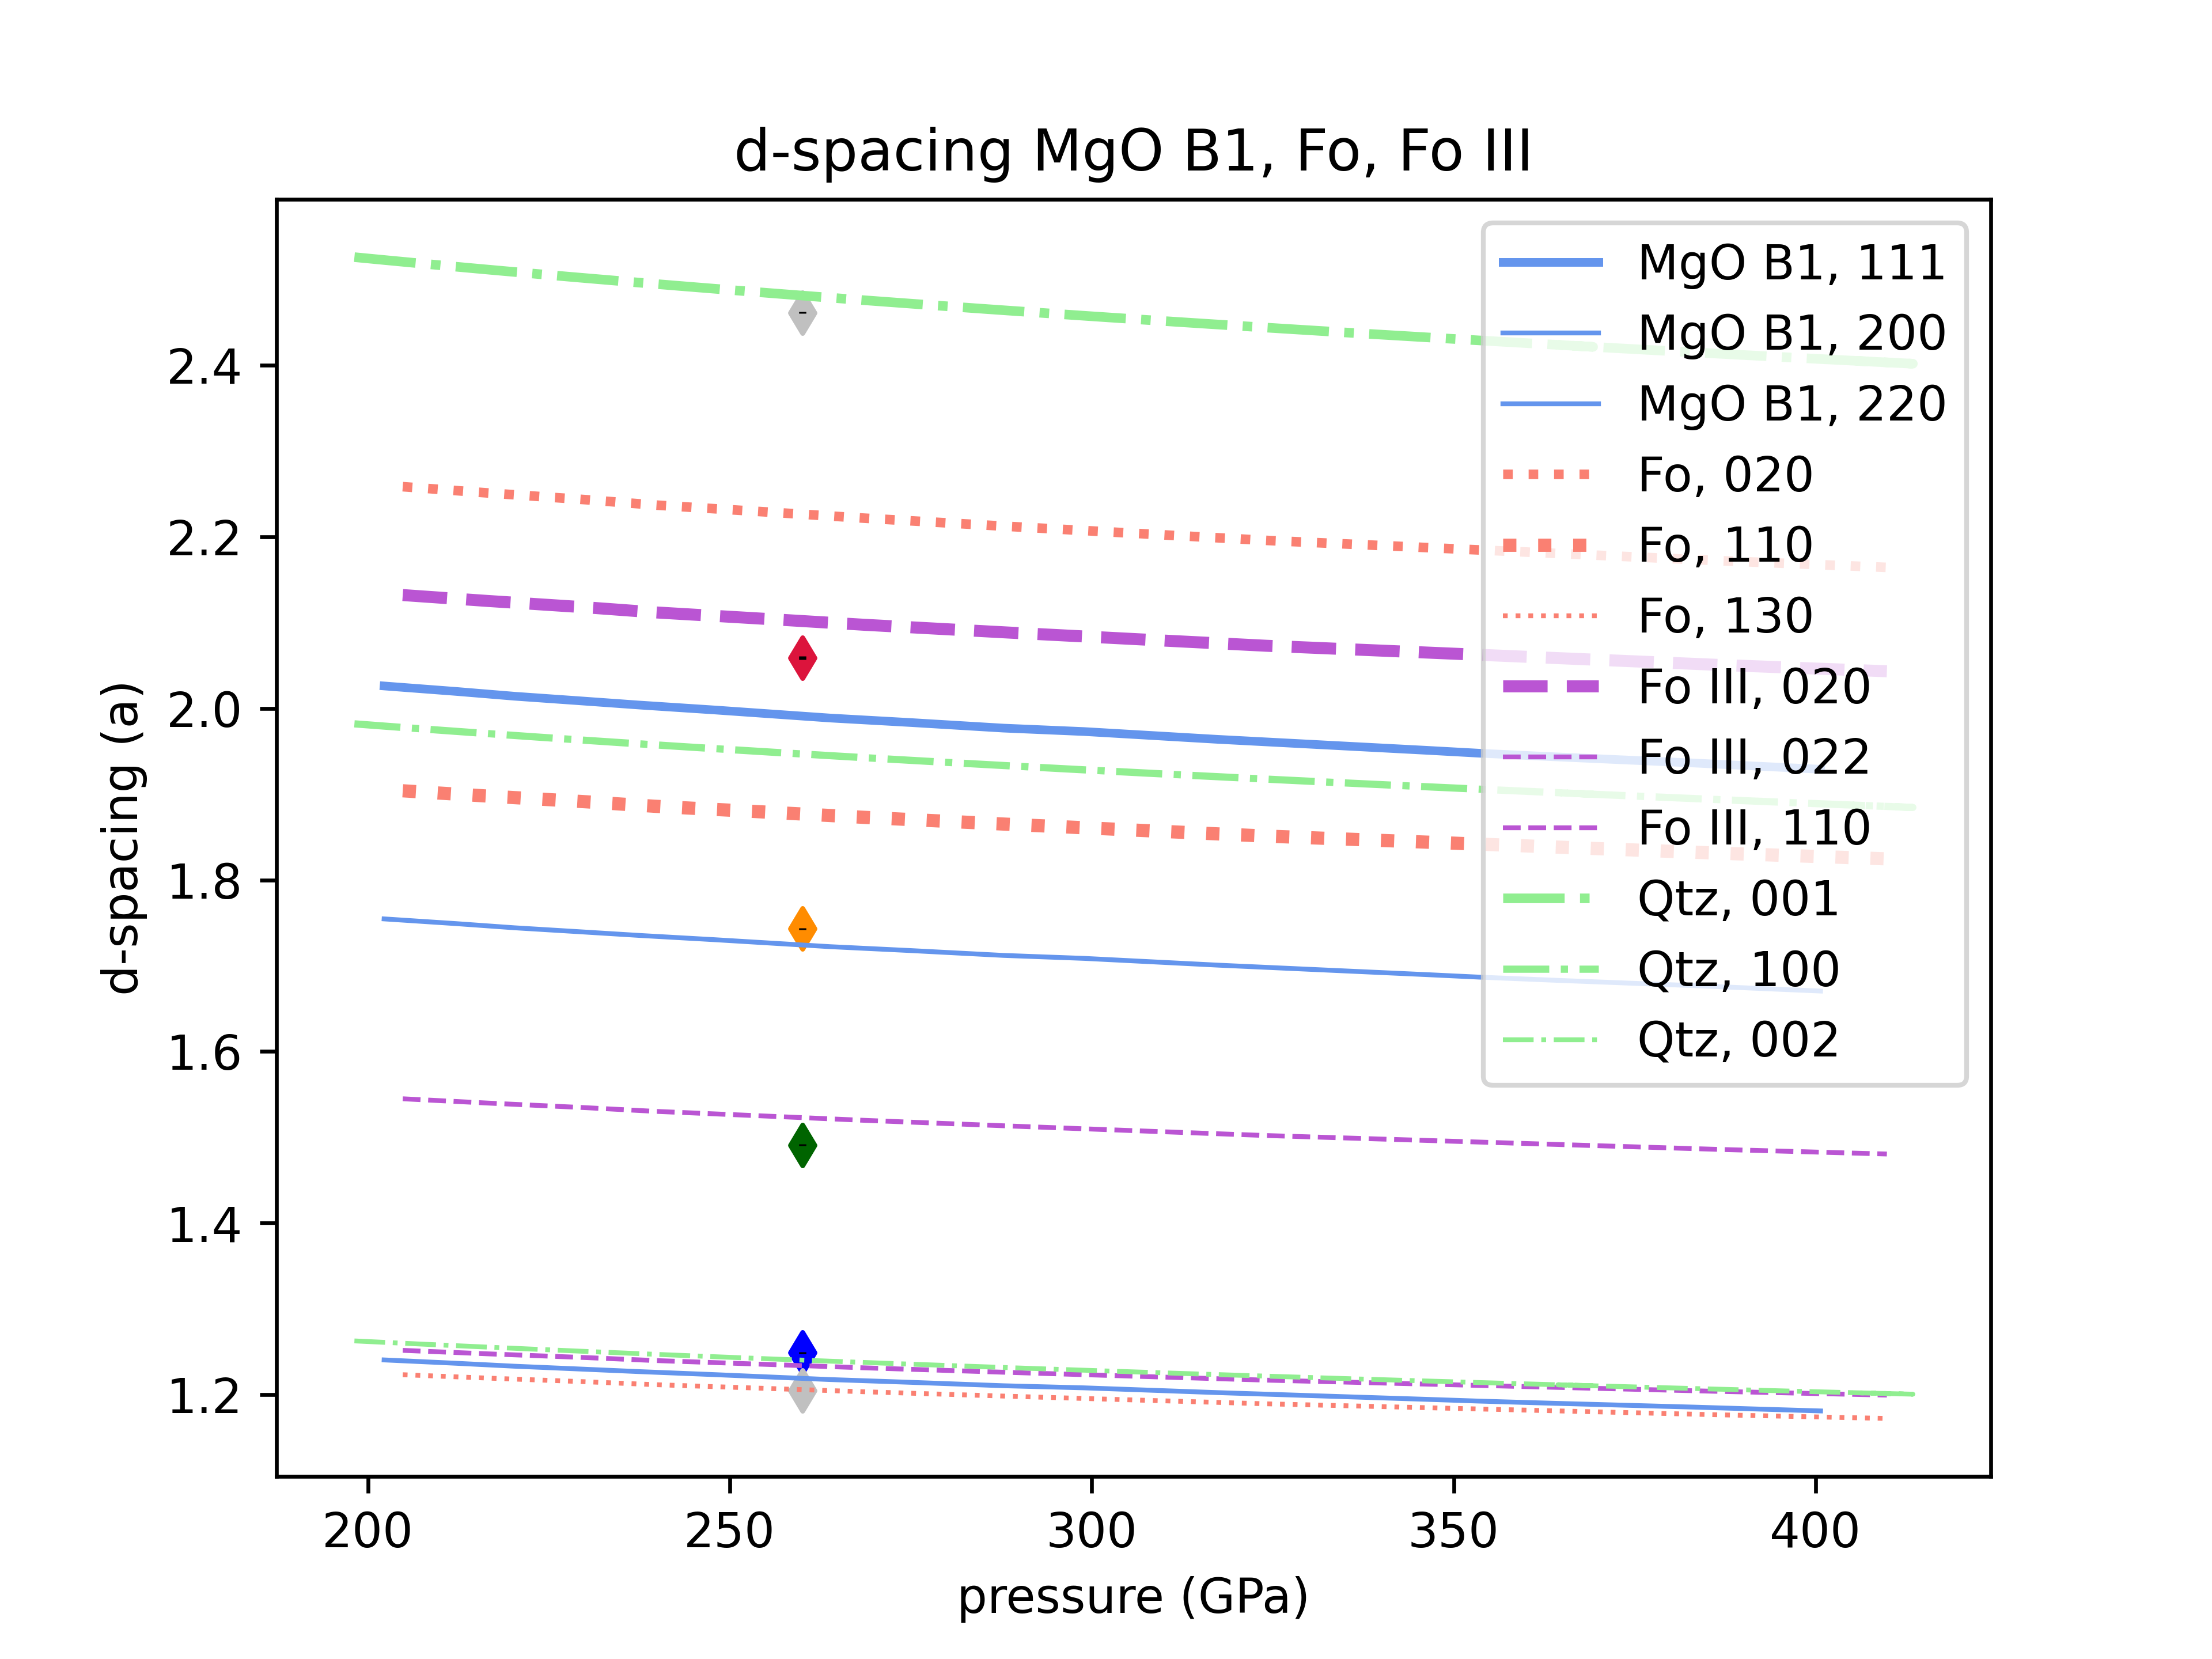 d-spacing MgO B1, Fo, Fo III
MgO B1, 111
MgO B1, 200
MgO B1, 220
Fo, 020
Fo, 110
Fo, 130
Fo III, 020
Fo III, 022
Fo III, 110
Qtz, 001
Qtz, 100
Qtz, 002
d-spacing (a)
2.4
2.2
2.0
1.8
1.6
1.4
1.2
200 250 300 350 400
pressure (GPa)